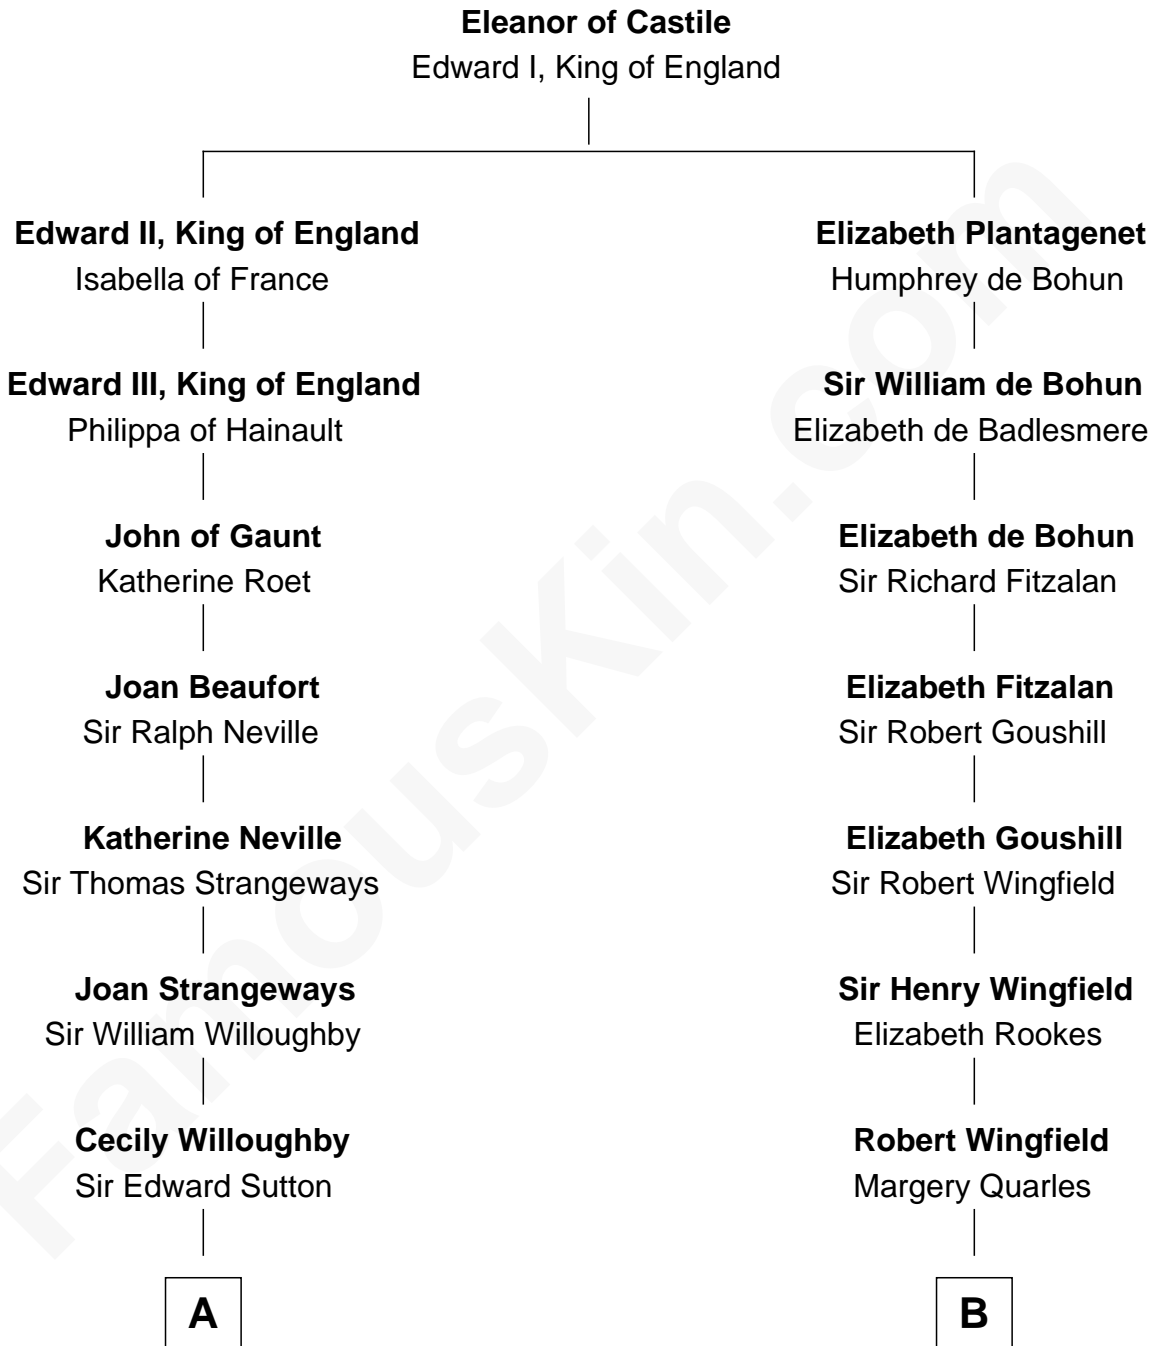 Eleanor of Castile
Edward I, King of England
Edward II, King of England
Isabella of France
Elizabeth Plantagenet
Humphrey de Bohun
Edward III, King of England
Philippa of Hainault
Sir William de Bohun
Elizabeth de Badlesmere
John of Gaunt
Katherine Roet
Elizabeth de Bohun
Sir Richard Fitzalan
Joan Beaufort
Sir Ralph Neville
Elizabeth Fitzalan
Sir Robert Goushill
Katherine Neville
Sir Thomas Strangeways
Elizabeth Goushill
Sir Robert Wingfield
Joan Strangeways
Sir William Willoughby
Sir Henry Wingfield
Elizabeth Rookes
Cecily Willoughby
Sir Edward Sutton
Robert Wingfield
Margery Quarles
A
B
FamousKin.com